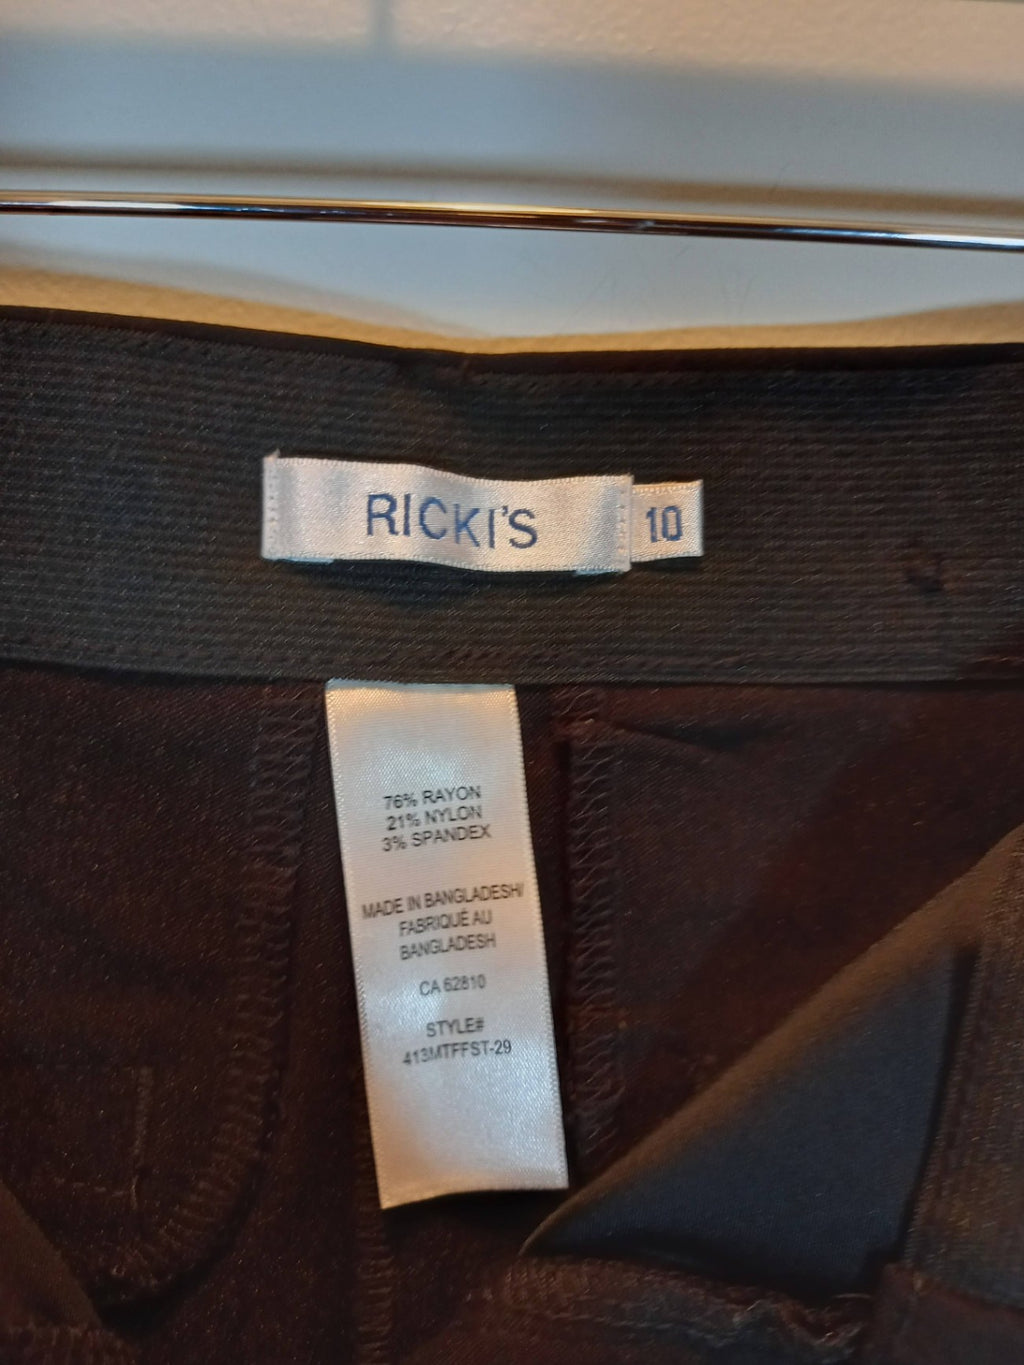 RICKI'S
10
76% RAYON
21% NYLON
3% SPANDEX
MADE IN BANGLADESH/
FABRIQUÉ AU
BANGLADESH
CA 62810
STYLE#
413MTFFST-29